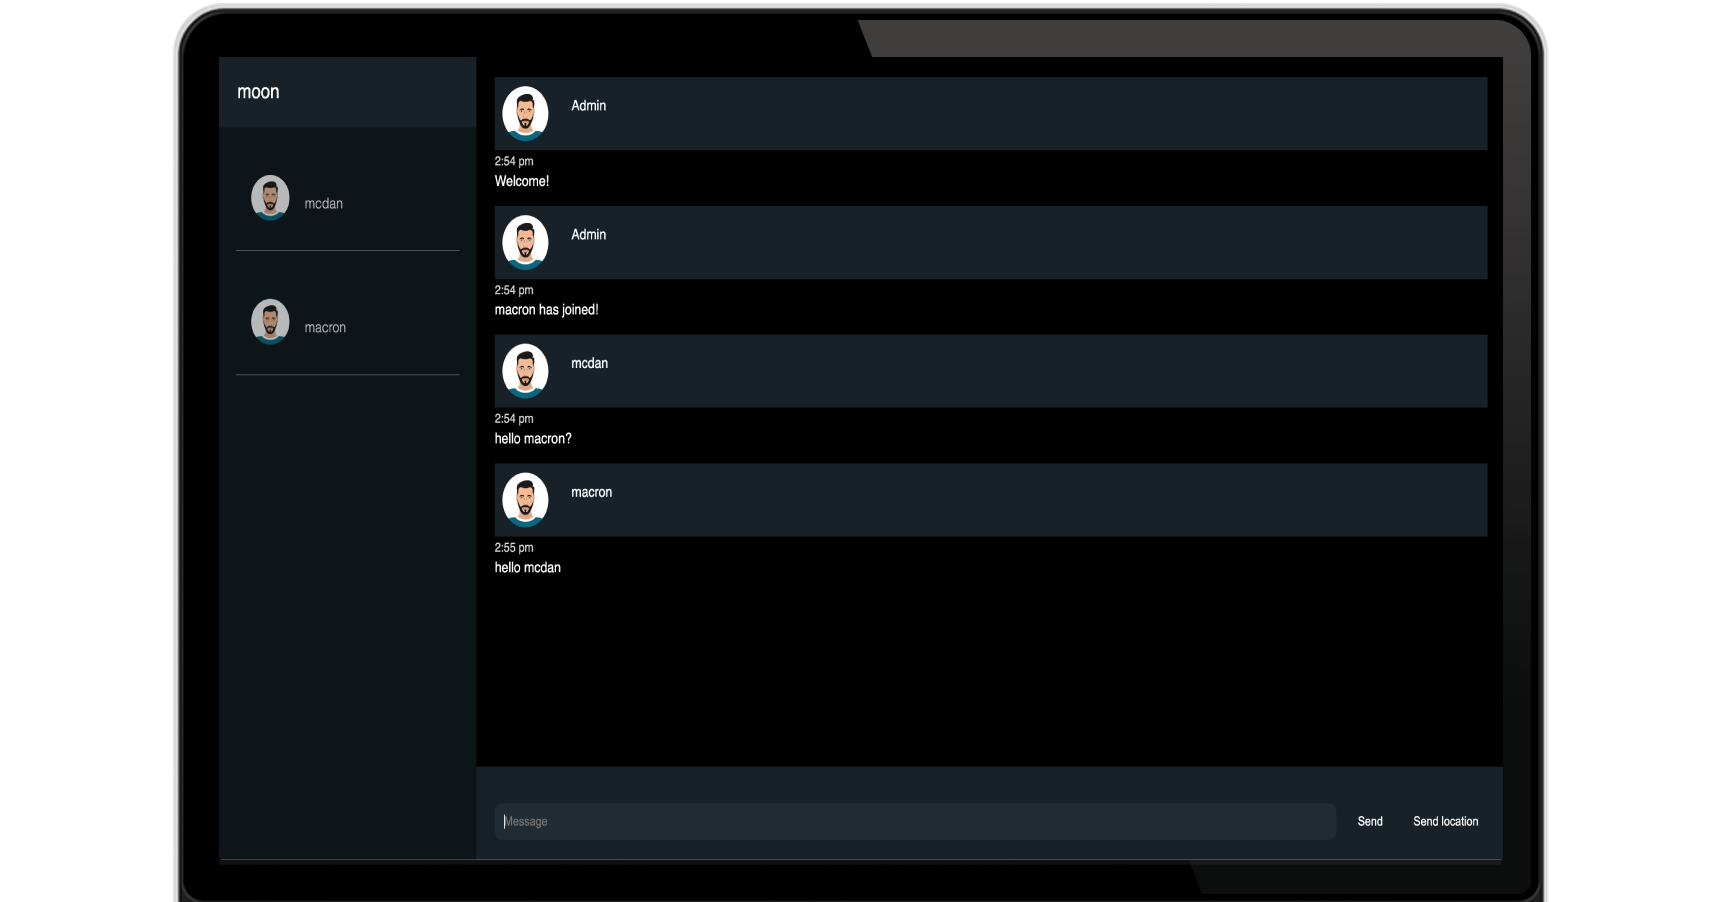 moon
mcdan
macron
Admin
2:54 pm
Welcome!
Admin
2:54 pm
macron has joined!
mcdan
2:54 pm
hello macron?
macron
2:55 pm
hello mcdan
Message
Send
Send location